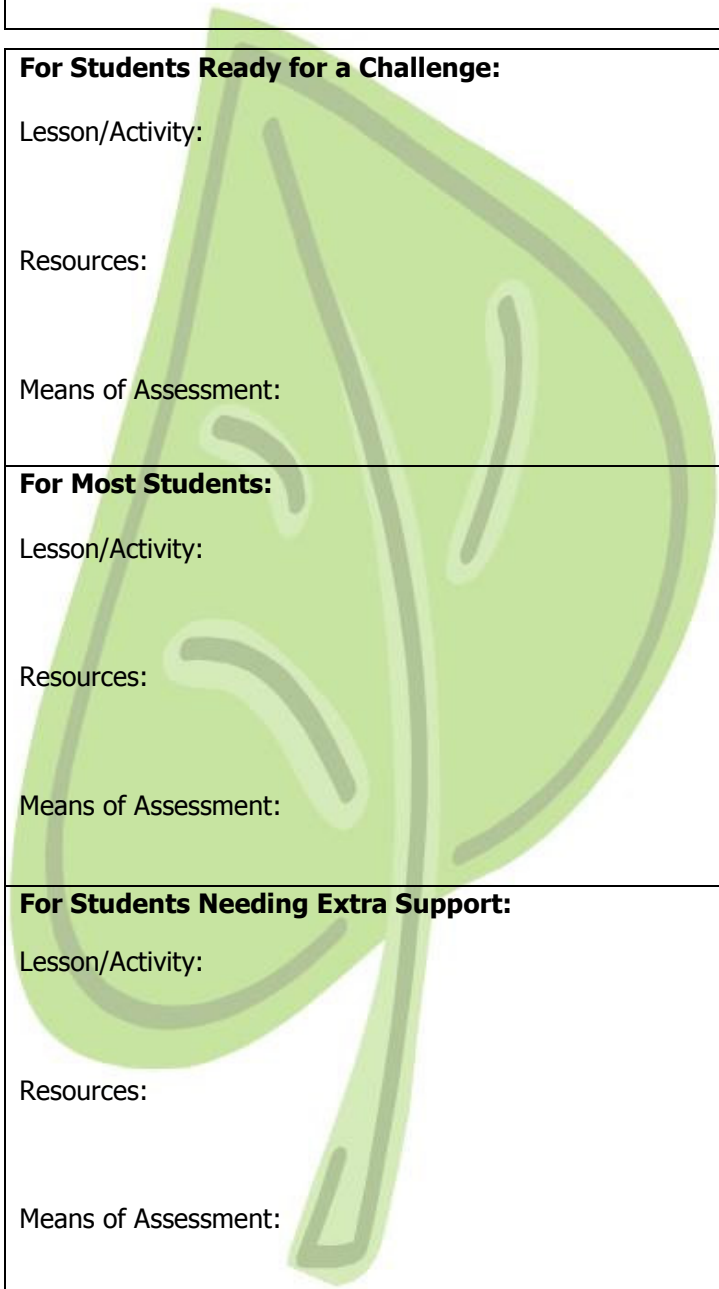 For Students Ready for a Challenge:
Lesson/Activity:
Resources:
Means of Assessment:
For Most Students:
Lesson/Activity:
Resources:
Means of Assessment:
For Students Needing Extra Support:
Lesson/Activity:
Resources:
Means of Assessment: